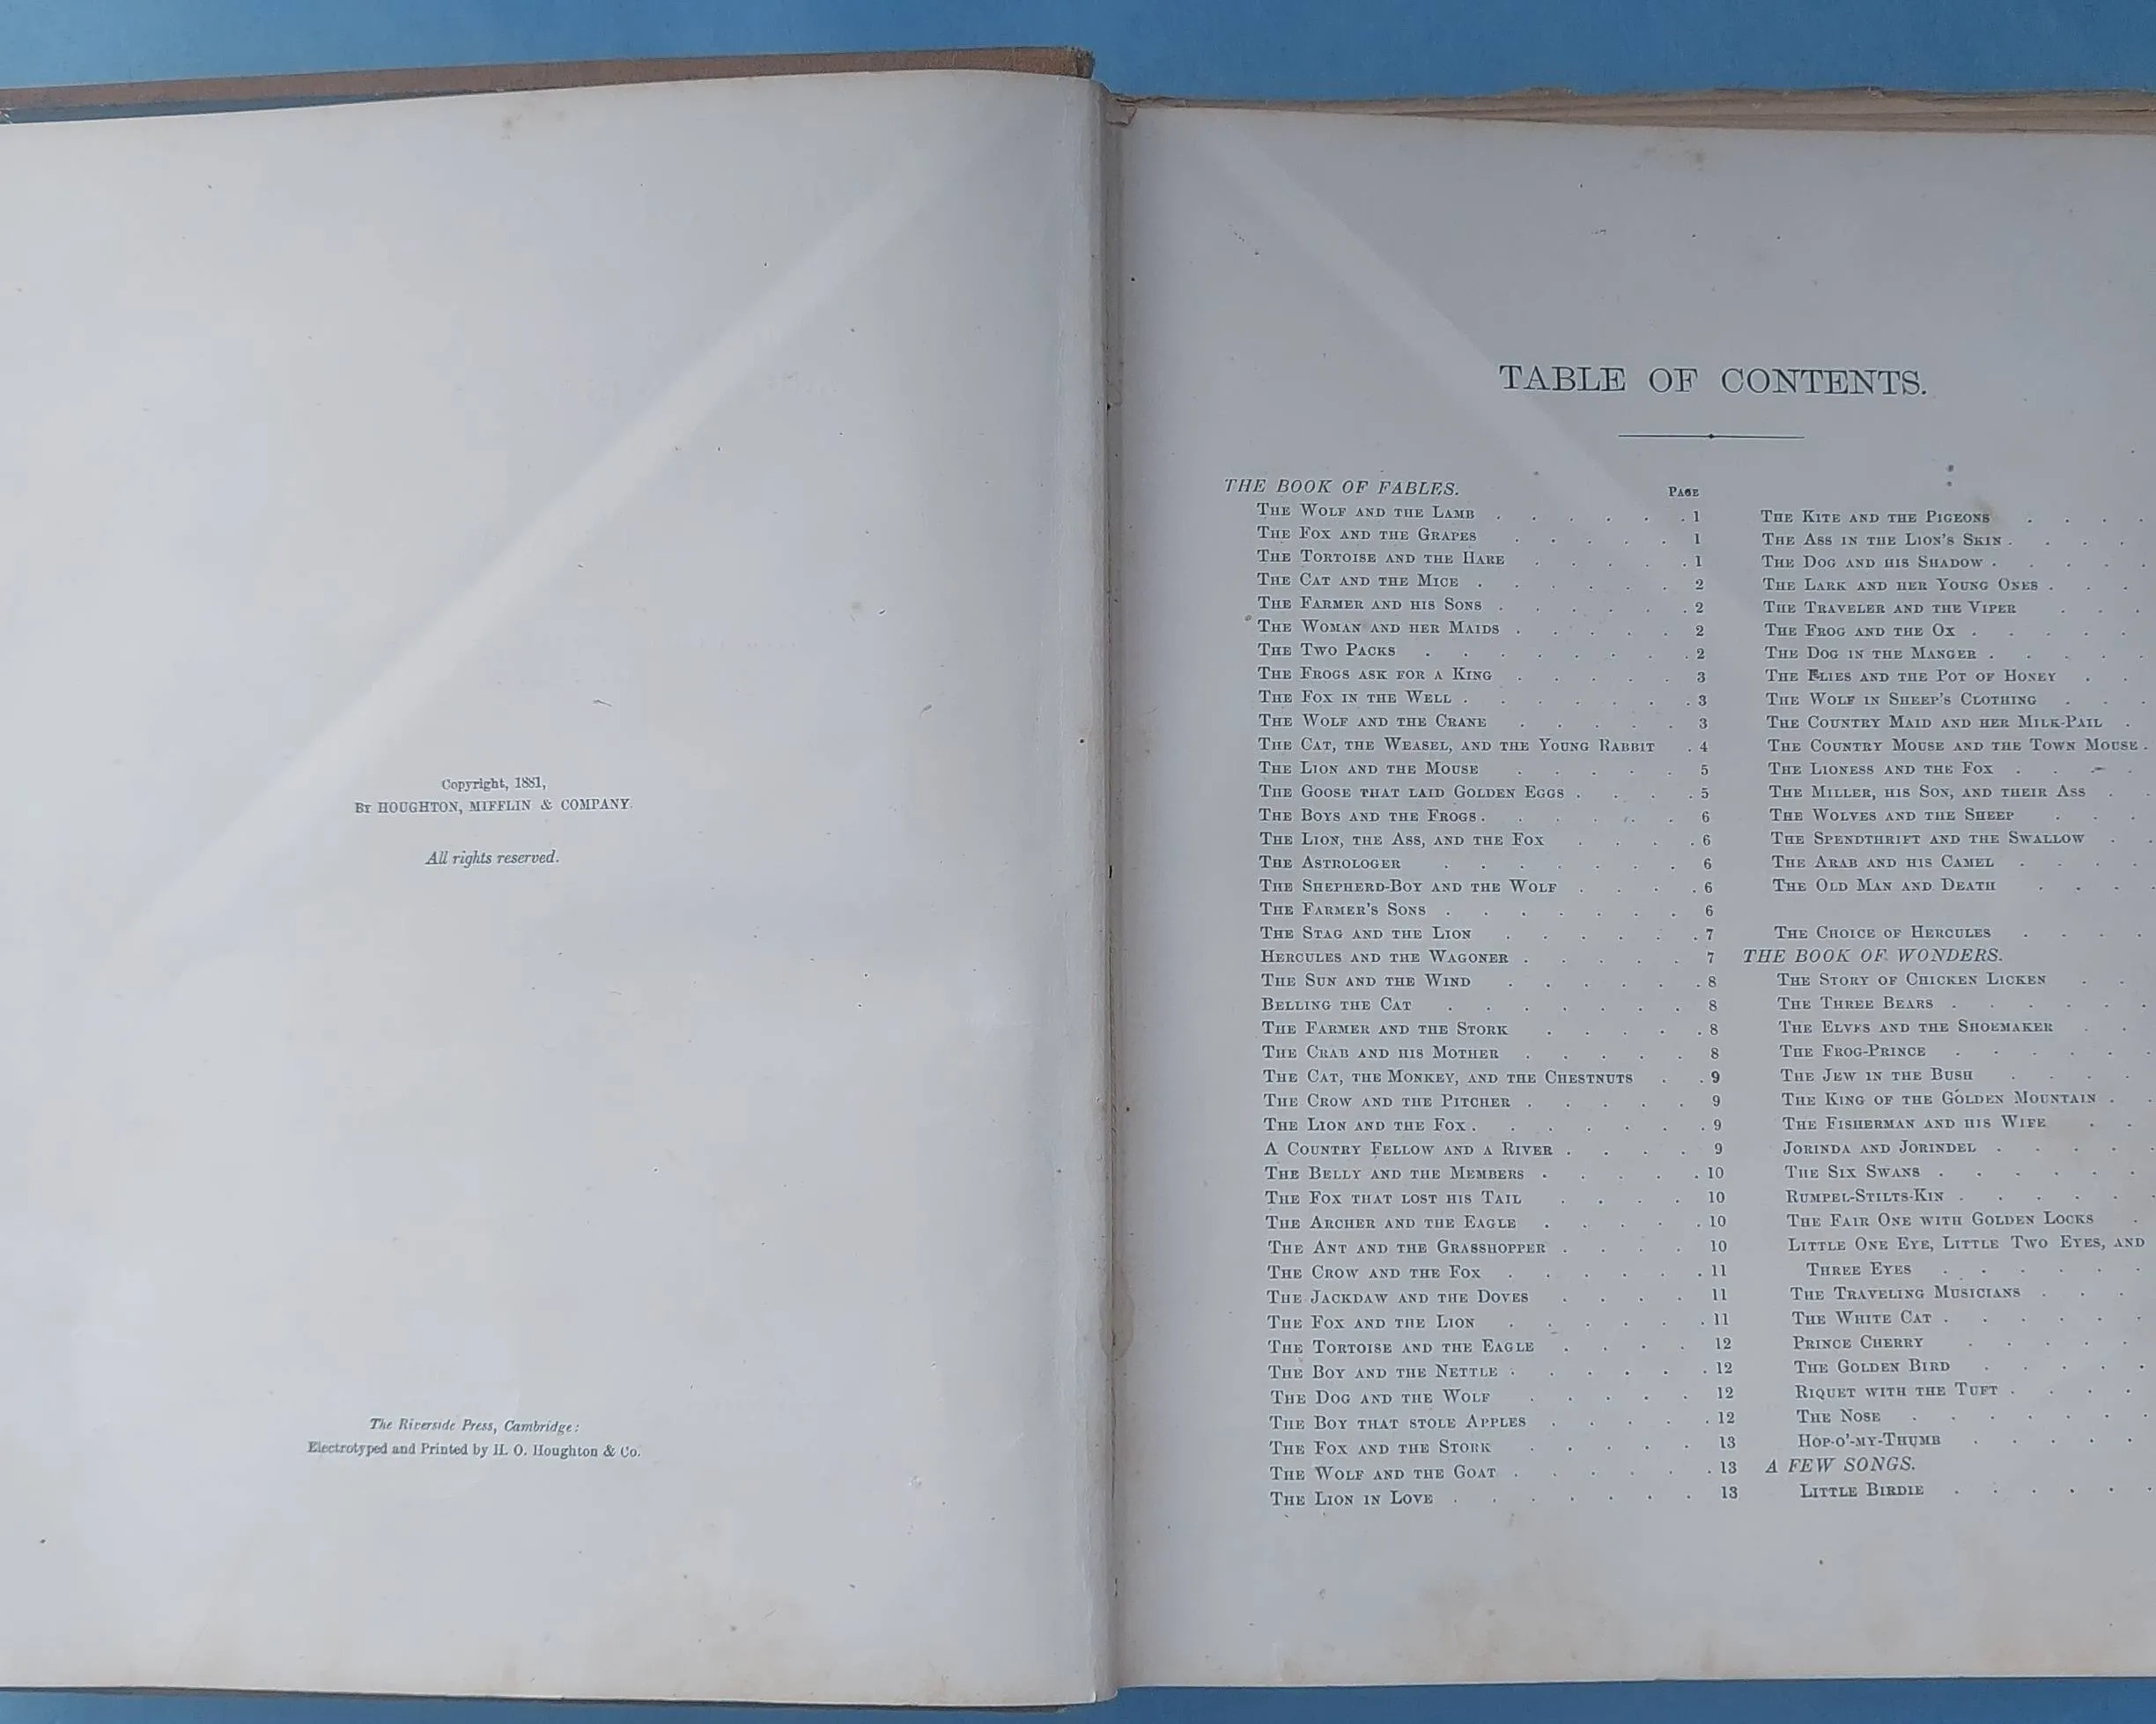 Copyright, 1881,
By HOUGHTON, MIFFLIN & COMPANY.
All rights reserved.
The Riverside Press, Cambridge:
Electrotyped and Printed by H. O. Houghton & Co.
TABLE OF CONTENTS.
THE BOOK OF FABLES. PAGE
The Wolf and the Lamb . . . . . . 1
The Fox and the Grapes . . . . . 1
The Tortoise and the Hare . . . . . 1
The Cat and the Mice . . . . . . 2
The Farmer and his Sons . . . . . . 2
The Woman and her Maids . . . . . 2
The Two Packs . . . . . . . . 2
The Frogs ask for a King . . . . . 3
The Fox in the Well . . . . . . . 3
The Wolf and the Crane . . . . . 3
The Cat, the Weasel, and the Young Rabbit . 4
The Lion and the Mouse . . . . . 5
The Goose that laid Golden Eggs . . . . 5
The Boys and the Frogs . . . . . . 6
The Lion, the Ass, and the Fox . . . . 6
The Astrologer . . . . . . . 6
The Shepherd-Boy and the Wolf . . . . 6
The Farmer's Sons . . . . . . . 6
The Stag and the Lion . . . . . . 7
Hercules and the Wagoner . . . . . 7
The Sun and the Wind . . . . . . 8
Belling the Cat . . . . . . . 8
The Farmer and the Stork . . . . . 8
The Crab and his Mother . . . . . 8
The Cat, the Monkey, and the Chestnuts . . 9
The Crow and the Pitcher . . . . . 9
The Lion and the Fox . . . . . . . 9
A Country Fellow and a River . . . . 9
The Belly and the Members . . . . . 10
The Fox that lost his Tail . . . . 10
The Archer and the Eagle . . . . . 10
The Ant and the Grasshopper . . . . 10
The Crow and the Fox . . . . . . 11
The Jackdaw and the Doves . . . . 11
The Fox and the Lion . . . . . . 11
The Tortoise and the Eagle . . . . 12
The Boy and the Nettle . . . . . . 12
The Dog and the Wolf . . . . . 12
The Boy that stole Apples . . . . . 12
The Fox and the Stork . . . . . 13
The Wolf and the Goat . . . . . . 13
The Lion in Love . . . . . . . 13
The Kite and the Pigeons . . . .
The Ass in the Lion's Skin . . . .
The Dog and his Shadow . . . . .
The Lark and her Young Ones . . .
The Traveler and the Viper . . .
The Frog and the Ox . . . . .
The Dog in the Manger . . . . .
The Flies and the Pot of Honey . .
The Wolf in Sheep's Clothing . . .
The Country Maid and her Milk-Pail .
The Country Mouse and the Town Mouse .
The Lioness and the Fox . . . .
The Miller, his Son, and their Ass . .
The Wolves and the Sheep . . .
The Spendthrift and the Swallow . .
The Arab and his Camel . . . .
The Old Man and Death . . . .
The Choice of Hercules . . . .
THE BOOK OF WONDERS.
The Story of Chicken Licken . .
The Three Bears . . . . . .
The Elves and the Shoemaker . .
The Frog-Prince . . . . . .
The Jew in the Bush . . . .
The King of the Golden Mountain . .
The Fisherman and his Wife . .
Jorinda and Jorindel . . . . .
The Six Swans . . . . . .
Rumpel-Stilts-Kin . . . . . .
The Fair One with Golden Locks .
Little One Eye, Little Two Eyes, and
Three Eyes . . . . . .
The Traveling Musicians . . .
The White Cat . . . . . .
Prince Cherry . . . . .
The Golden Bird . . . . .
Riquet with the Tuft . . . .
The Nose . . . . . . .
Hop-o'-my-Thumb . . . . .
A FEW SONGS.
Little Birdie . . . . . .